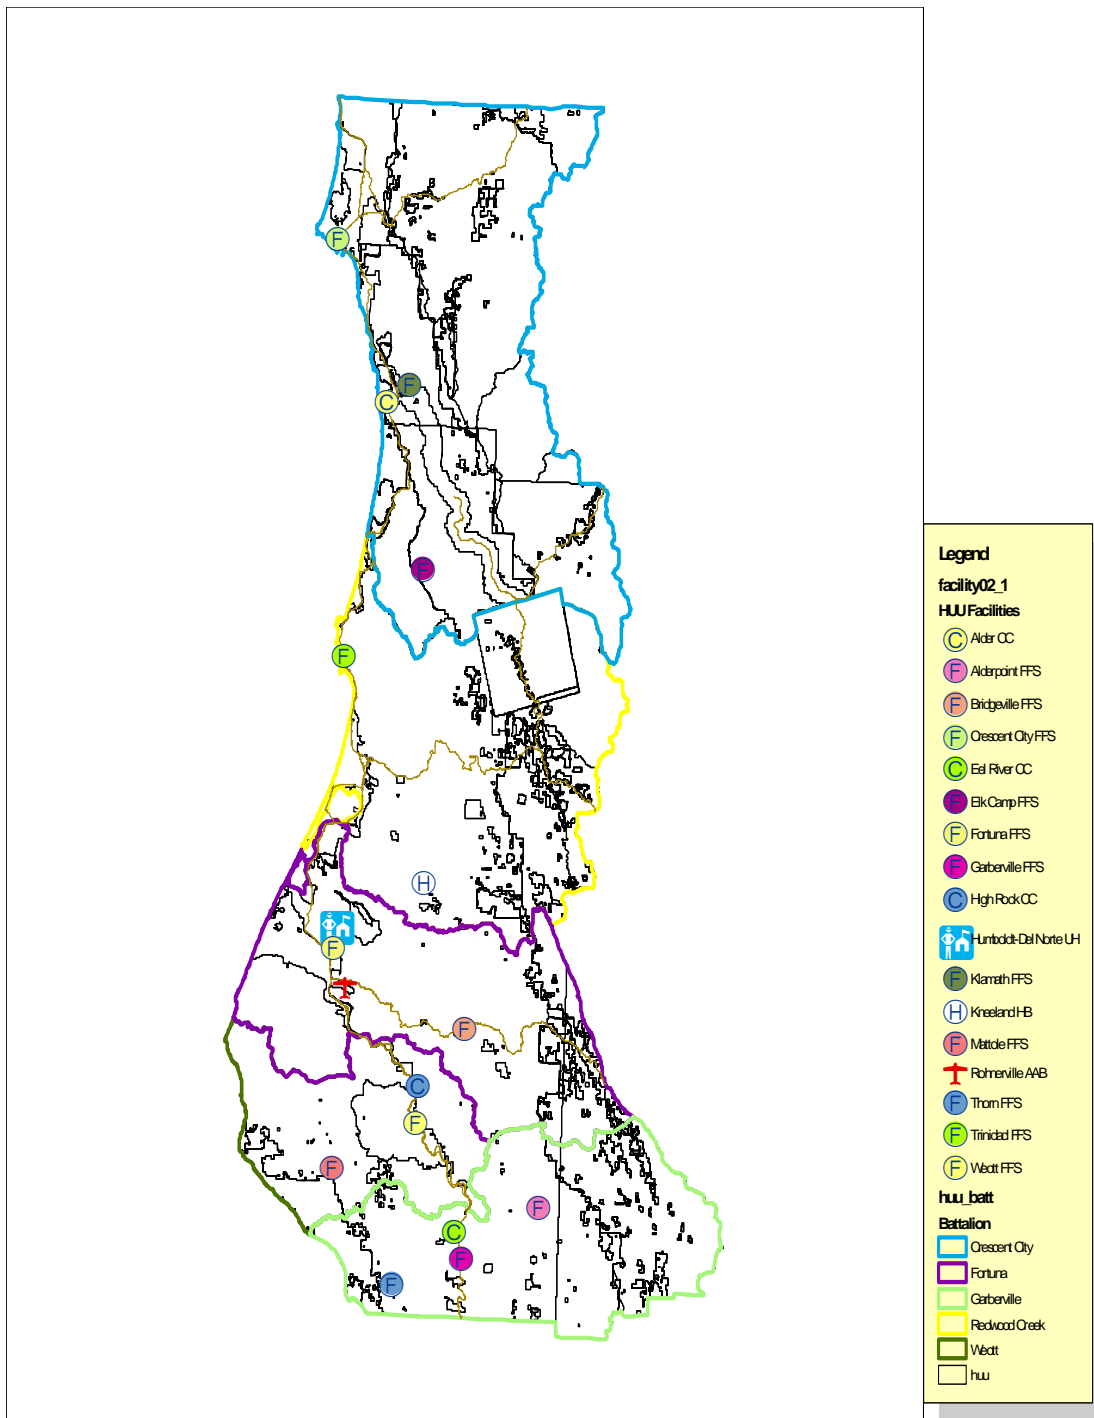 F
F
C
F
F
H
F
F
C
F
F
F
C
F
F
Legend
facility02_1
HUU Facilities
C Alder CC
F Alderpoint FFS
F Bridgeville FFS
F Crescent City FFS
C Eel River CC
F Elk Camp FFS
F Fortuna FFS
F Garberville FFS
C High Rock CC
Humboldt-Del Norte UH
F Klamath FFS
H Kneeland HB
F Mattole FFS
Rohnerville AAB
F Thorn FFS
F Trinidad FFS
F Weott FFS
huu_batt
Battalion
Crescent City
Fortuna
Garberville
Redwood Creek
Weott
huu